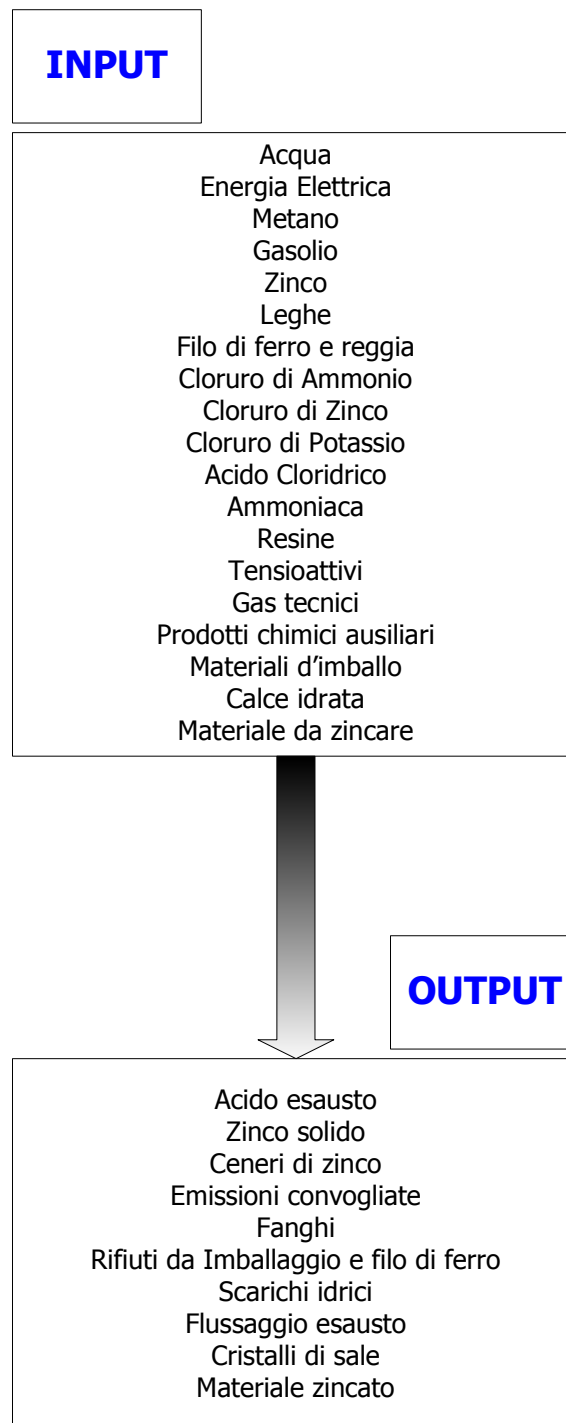 INPUT
Acqua
Energia Elettrica
Metano
Gasolio
Zinco
Leghe
Filo di ferro e reggia
Cloruro di Ammonio
Cloruro di Zinco
Cloruro di Potassio
Acido Cloridrico
Ammoniaca
Resine
Tensioattivi
Gas tecnici
Prodotti chimici ausiliari
Materiali d’imballo
Calce idrata
Materiale da zincare
OUTPUT
Acido esausto
Zinco solido
Ceneri di zinco
Emissioni convogliate
Fanghi
Rifiuti da Imballaggio e filo di ferro
Scarichi idrici
Flussaggio esausto
Cristalli di sale
Materiale zincato